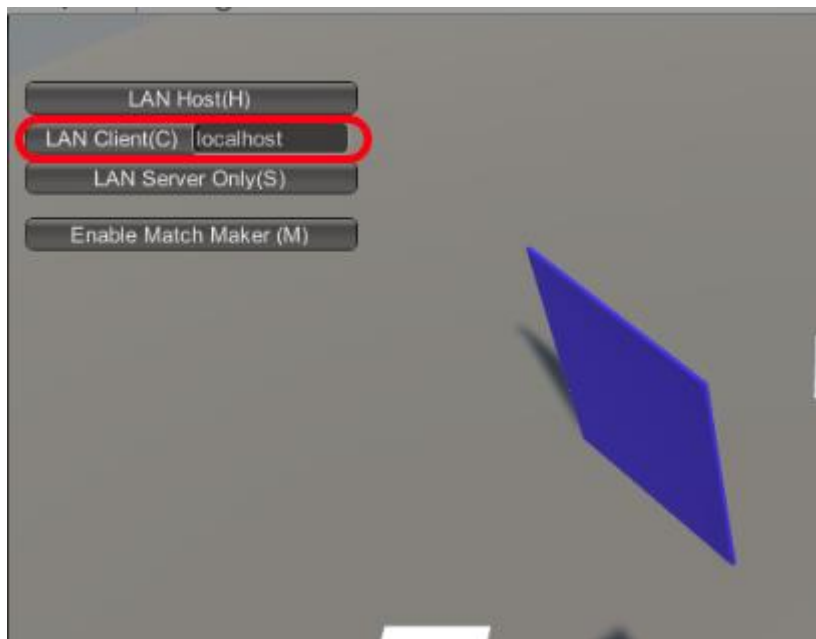 LAN Host(H)
LAN Client(C) localhost
LAN Server Only(S)
Enable Match Maker (M)